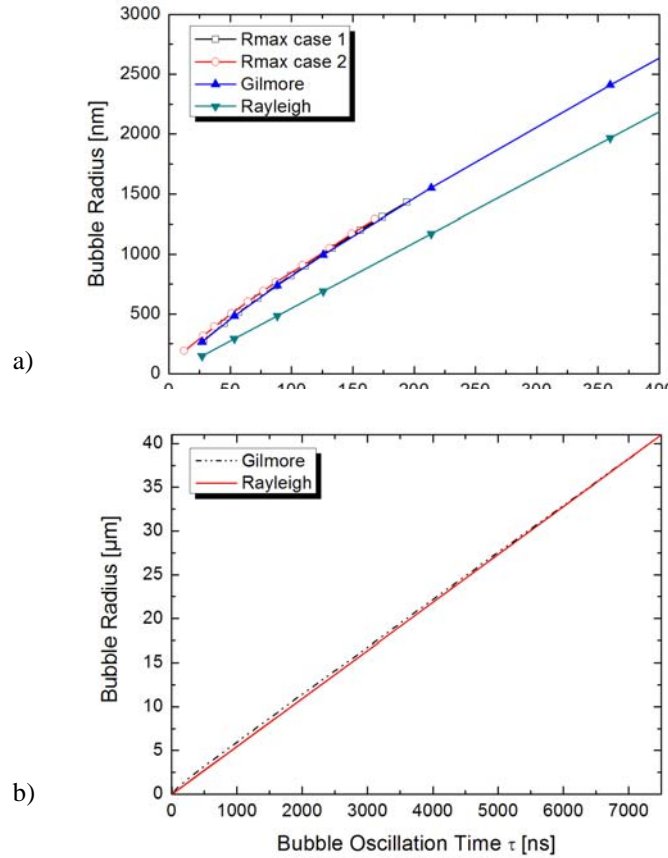 3000
2500
2000
1500
1000
500
0
Bubble Radius [nm]
Rmax case 1
Rmax case 2
Gilmore
Rayleigh
0 50 100 150 200 250 300 350 400
a)
40
35
30
25
20
15
10
5
0
Bubble Radius [µm]
Gilmore
Rayleigh
0 1000 2000 3000 4000 5000 6000 7000
Bubble Oscillation Time τ [ns]
b)